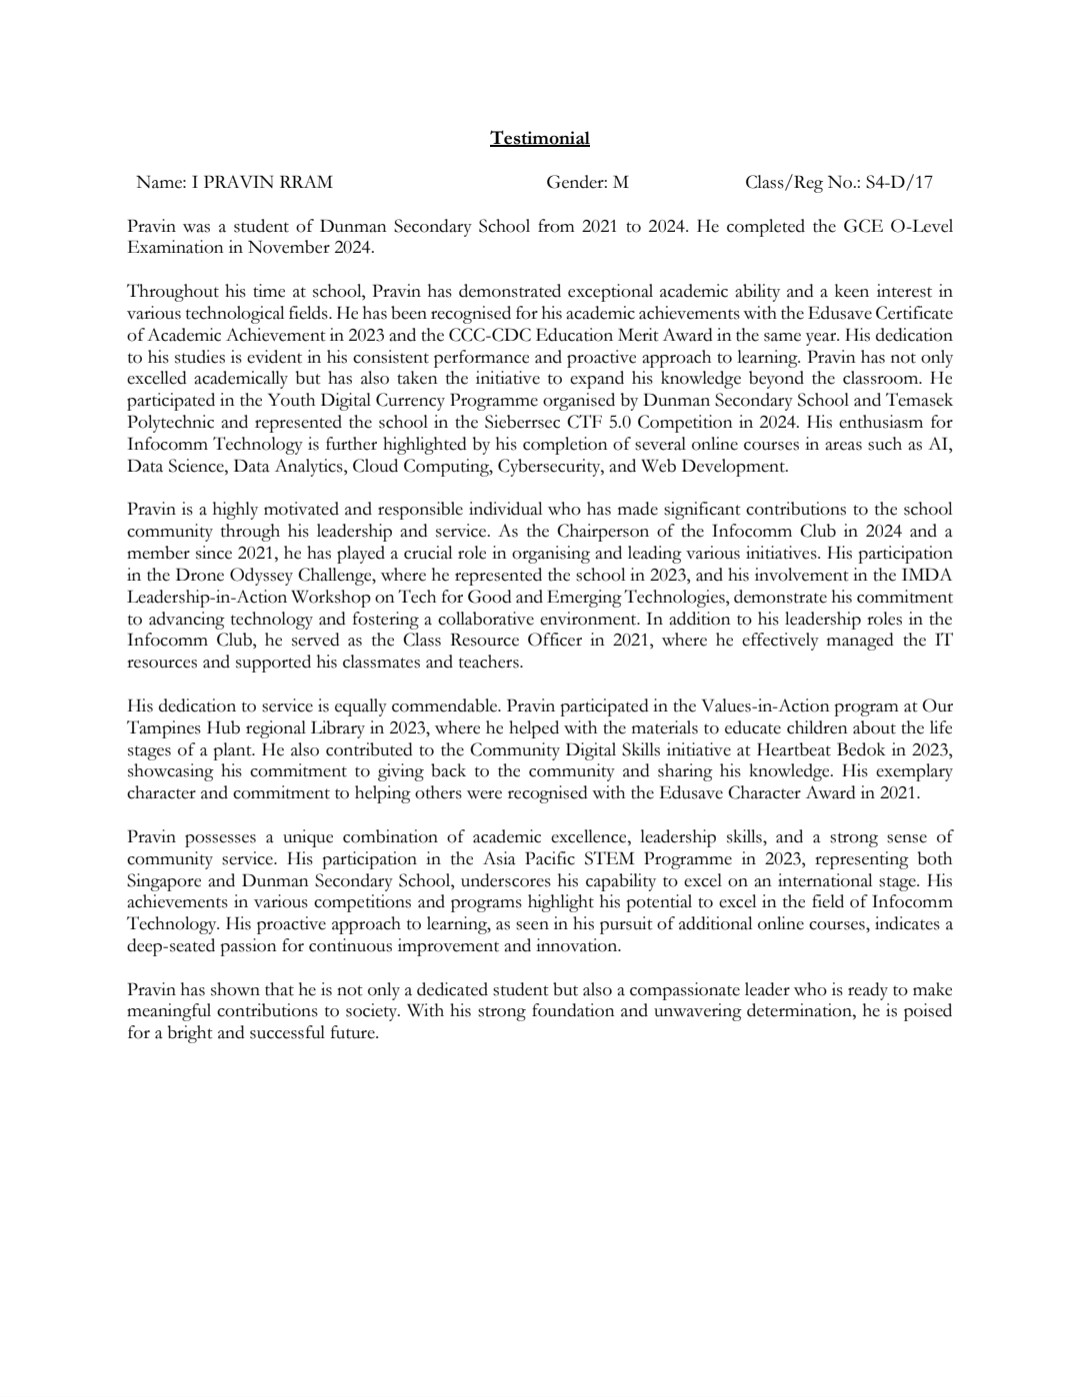 Testimonial
Name: I PRAVIN RRAM Gender: M Class/Reg No.: S4-D/17
Pravin was a student of Dunman Secondary School from 2021 to 2024. He completed the GCE O-Level
Examination in November 2024.
Throughout his time at school, Pravin has demonstrated exceptional academic ability and a keen interest in
various technological fields. He has been recognised for his academic achievements with the Edusave Certificate
of Academic Achievement in 2023 and the CCC-CDC Education Merit Award in the same year. His dedication
to his studies is evident in his consistent performance and proactive approach to learning. Pravin has not only
excelled academically but has also taken the initiative to expand his knowledge beyond the classroom. He
participated in the Youth Digital Currency Programme organised by Dunman Secondary School and Temasek
Polytechnic and represented the school in the Sieberrsec CTF 5.0 Competition in 2024. His enthusiasm for
Infocomm Technology is further highlighted by his completion of several online courses in areas such as AI,
Data Science, Data Analytics, Cloud Computing, Cybersecurity, and Web Development.
Pravin is a highly motivated and responsible individual who has made significant contributions to the school
community through his leadership and service. As the Chairperson of the Infocomm Club in 2024 and a
member since 2021, he has played a crucial role in organising and leading various initiatives. His participation
in the Drone Odyssey Challenge, where he represented the school in 2023, and his involvement in the IMDA
Leadership-in-Action Workshop on Tech for Good and Emerging Technologies, demonstrate his commitment
to advancing technology and fostering a collaborative environment. In addition to his leadership roles in the
Infocomm Club, he served as the Class Resource Officer in 2021, where he effectively managed the IT
resources and supported his classmates and teachers.
His dedication to service is equally commendable. Pravin participated in the Values-in-Action program at Our
Tampines Hub regional Library in 2023, where he helped with the materials to educate children about the life
stages of a plant. He also contributed to the Community Digital Skills initiative at Heartbeat Bedok in 2023,
showcasing his commitment to giving back to the community and sharing his knowledge. His exemplary
character and commitment to helping others were recognised with the Edusave Character Award in 2021.
Pravin possesses a unique combination of academic excellence, leadership skills, and a strong sense of
community service. His participation in the Asia Pacific STEM Programme in 2023, representing both
Singapore and Dunman Secondary School, underscores his capability to excel on an international stage. His
achievements in various competitions and programs highlight his potential to excel in the field of Infocomm
Technology. His proactive approach to learning, as seen in his pursuit of additional online courses, indicates a
deep-seated passion for continuous improvement and innovation.
Pravin has shown that he is not only a dedicated student but also a compassionate leader who is ready to make
meaningful contributions to society. With his strong foundation and unwavering determination, he is poised
for a bright and successful future.